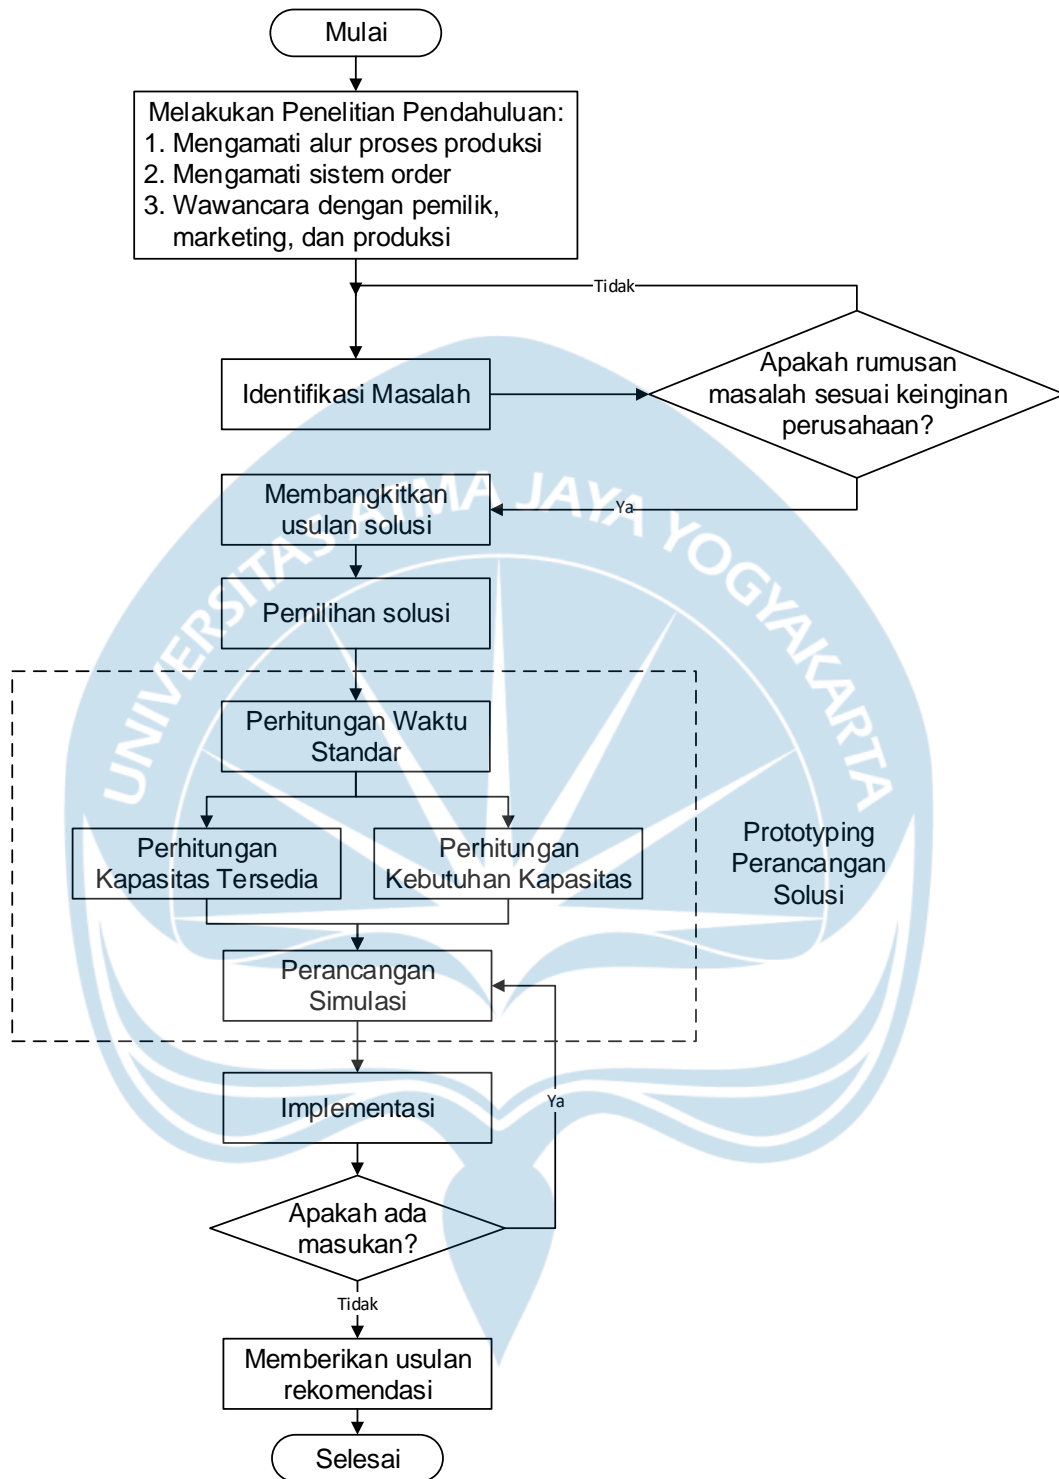 Mulai
Melakukan Penelitian Pendahuluan:
1. Mengamati alur proses produksi
2. Mengamati sistem order
3. Wawancara dengan pemilik,
marketing, dan produksi
Tidak
Identifikasi Masalah
Apakah rumusan
masalah sesuai keinginan
perusahaan?
Membangkitkan
usulan solusi
Ya
Pemilihan solusi
Perhitungan Waktu
Standar
Perhitungan
Kapasitas Tersedia
Perhitungan
Kebutuhan Kapasitas
Prototyping
Perancangan
Solusi
Perancangan
Simulasi
Implementasi
Ya
Apakah ada
masukan?
Tidak
Memberikan usulan
rekomendasi
Selesai
UNIVERSITAS ATMA JAYA YOGYAKARTA